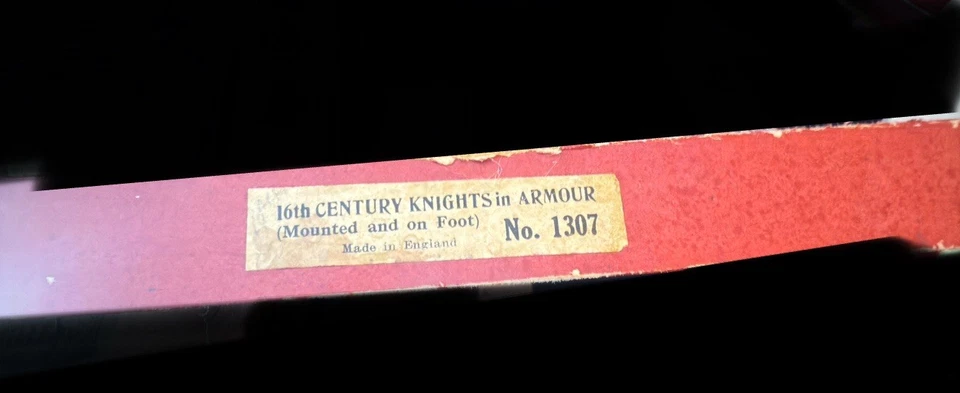 16th CENTURY KNIGHTS in ARMOUR
(Mounted and on Foot) No. 1307
Made in England